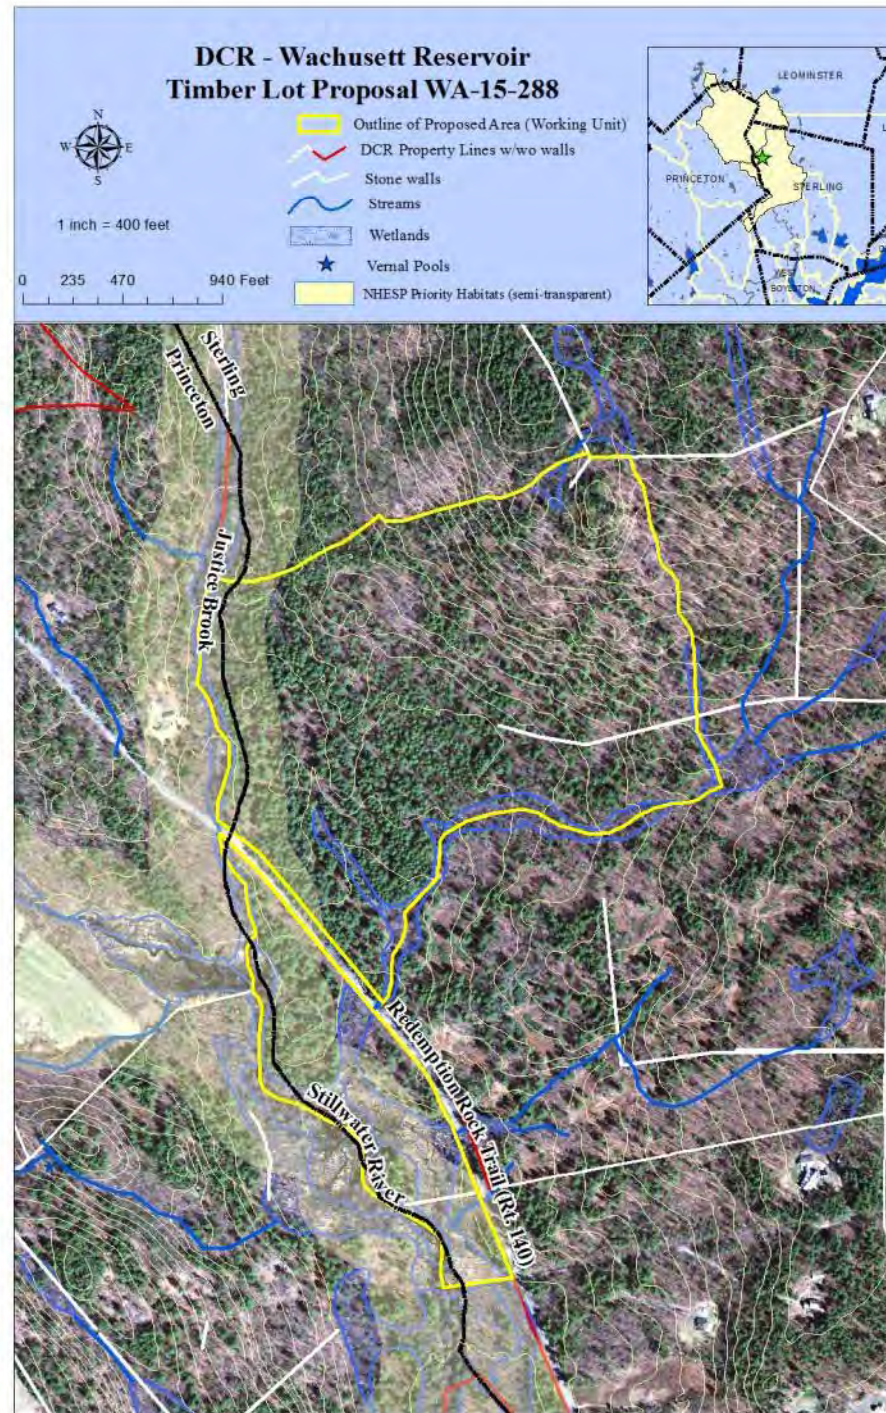 DCR - Wachusett Reservoir
Timber Lot Proposal WA-15-288
N
W
E
S
1 inch = 400 feet
0 235 470 940 Feet
Outline of Proposed Area (Working Unit)
DCR Property Lines w/wo walls
Stone walls
Streams
Wetlands
Vernal Pools
NHESP Priority Habitats (semi-transparent)
LEOMINSTER
PRINCETON
STERLING
WEST
BOYLSTON
Sterling
Princeton
Justice Brook
Redemption Rock Trail (Rt. 140)
Stillwater River